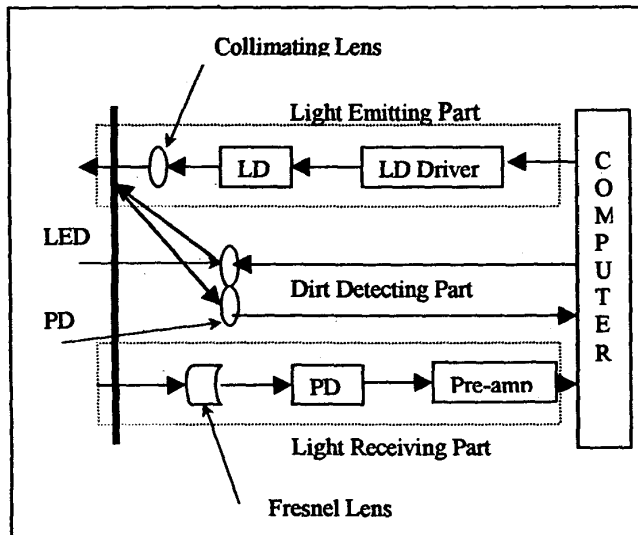 Collimating Lens
Light Emitting Part
LD
LD Driver
COMPUTER
LED
Dirt Detecting Part
PD
PD
Pre-amp
Light Receiving Part
Fresnel Lens